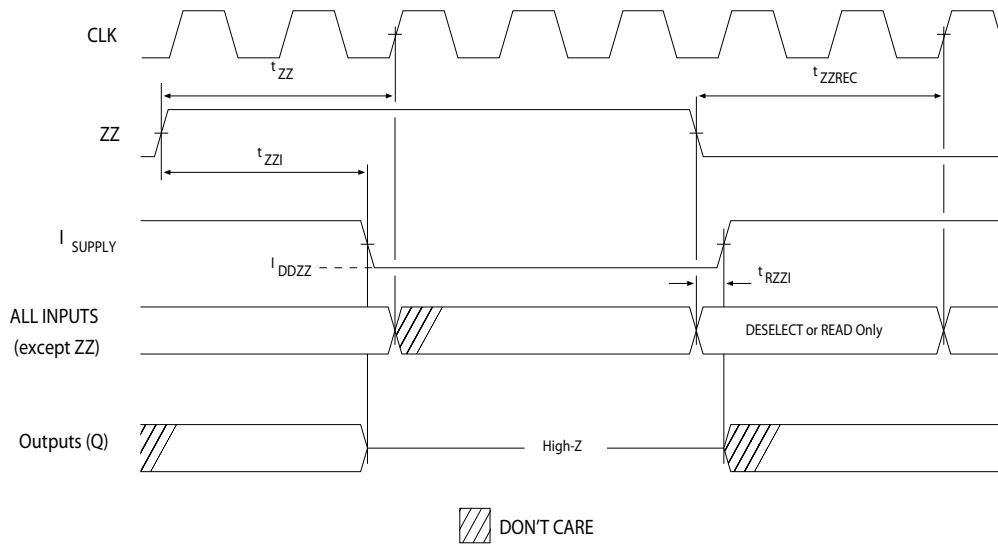 CLK
t ZZ
t ZZREC
ZZ
t ZZI
I SUPPLY
I DDZZ
t RZZI
ALL INPUTS
(except ZZ)
DESELECT or READ Only
Outputs (Q)
High-Z
DON'T CARE